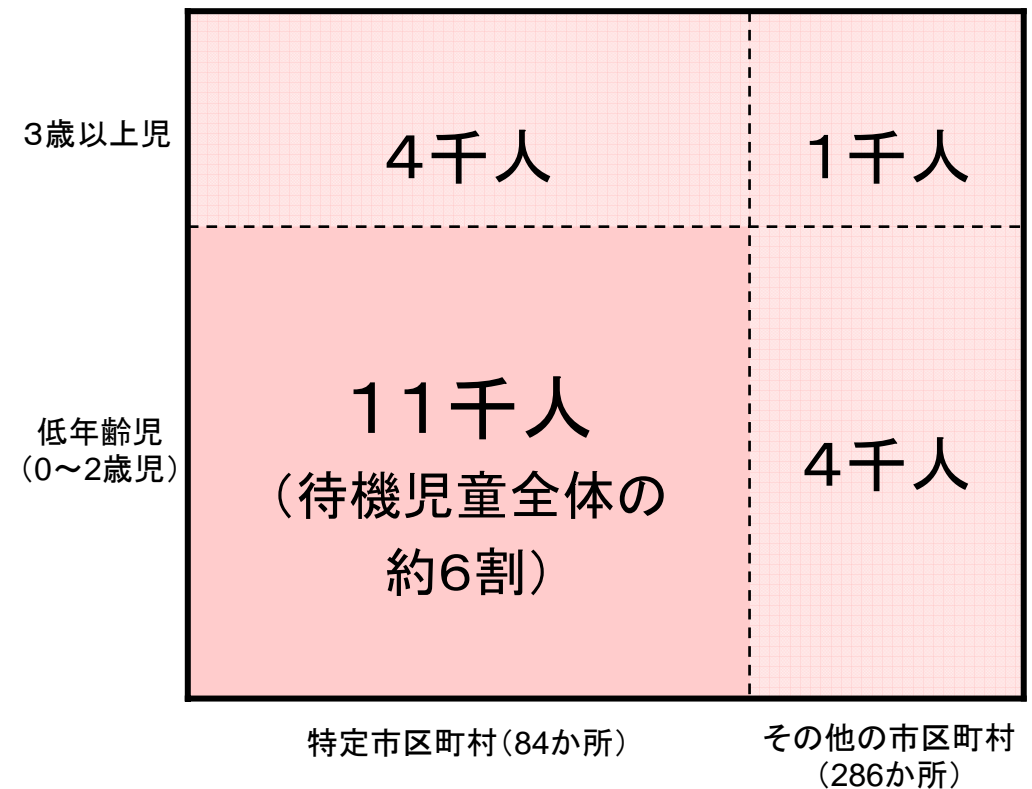 3歳以上児
4千人
1千人
低年齢児
（0～2歳児）
11千人
（待機児童全体の
約6割）
4千人
特定市区町村（84か所）
その他の市区町村
（286か所）